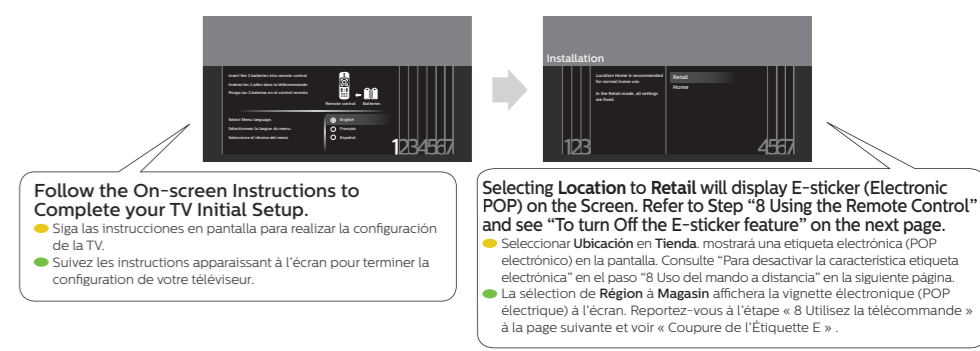 Insert the 2 batteries into remote control
Insérez les 2 piles dans la télécommande
Ponga las 2 baterías en el control remoto
Remote control
Batteries
Select Menu language.
Sélectionnez la langue du menu.
Seleccione el idioma del menú.
English
Français
Español
1234567
Installation
Location Home is recommended
for normal home use.
In the Retail mode, all settings
are fixed.
Retail
Home
123
4567
Follow the On-screen Instructions to
Complete your TV Initial Setup.
Siga las instrucciones en pantalla para realizar la configuración
de la TV.
Suivez les instructions apparaissant à l’écran pour terminer la
configuration de votre téléviseur.
Selecting Location to Retail will display E-sticker (Electronic
POP) on the Screen. Refer to Step “8 Using the Remote Control”
and see “To turn Off the E-sticker feature” on the next page.
Seleccionar Ubicación en Tienda. mostrará una etiqueta electrónica (POP
electrónico) en la pantalla. Consulte “Para desactivar la característica etiqueta
electrónica” en el paso “8 Uso del mando a distancia” en la siguiente página.
La sélection de Région à Magasin affichera la vignette électronique (POP
électrique) à l’écran. Reportez-vous à l’étape « 8 Utilisez la télécommande »
à la page suivante et voir « Coupure de l’Étiquette E » .